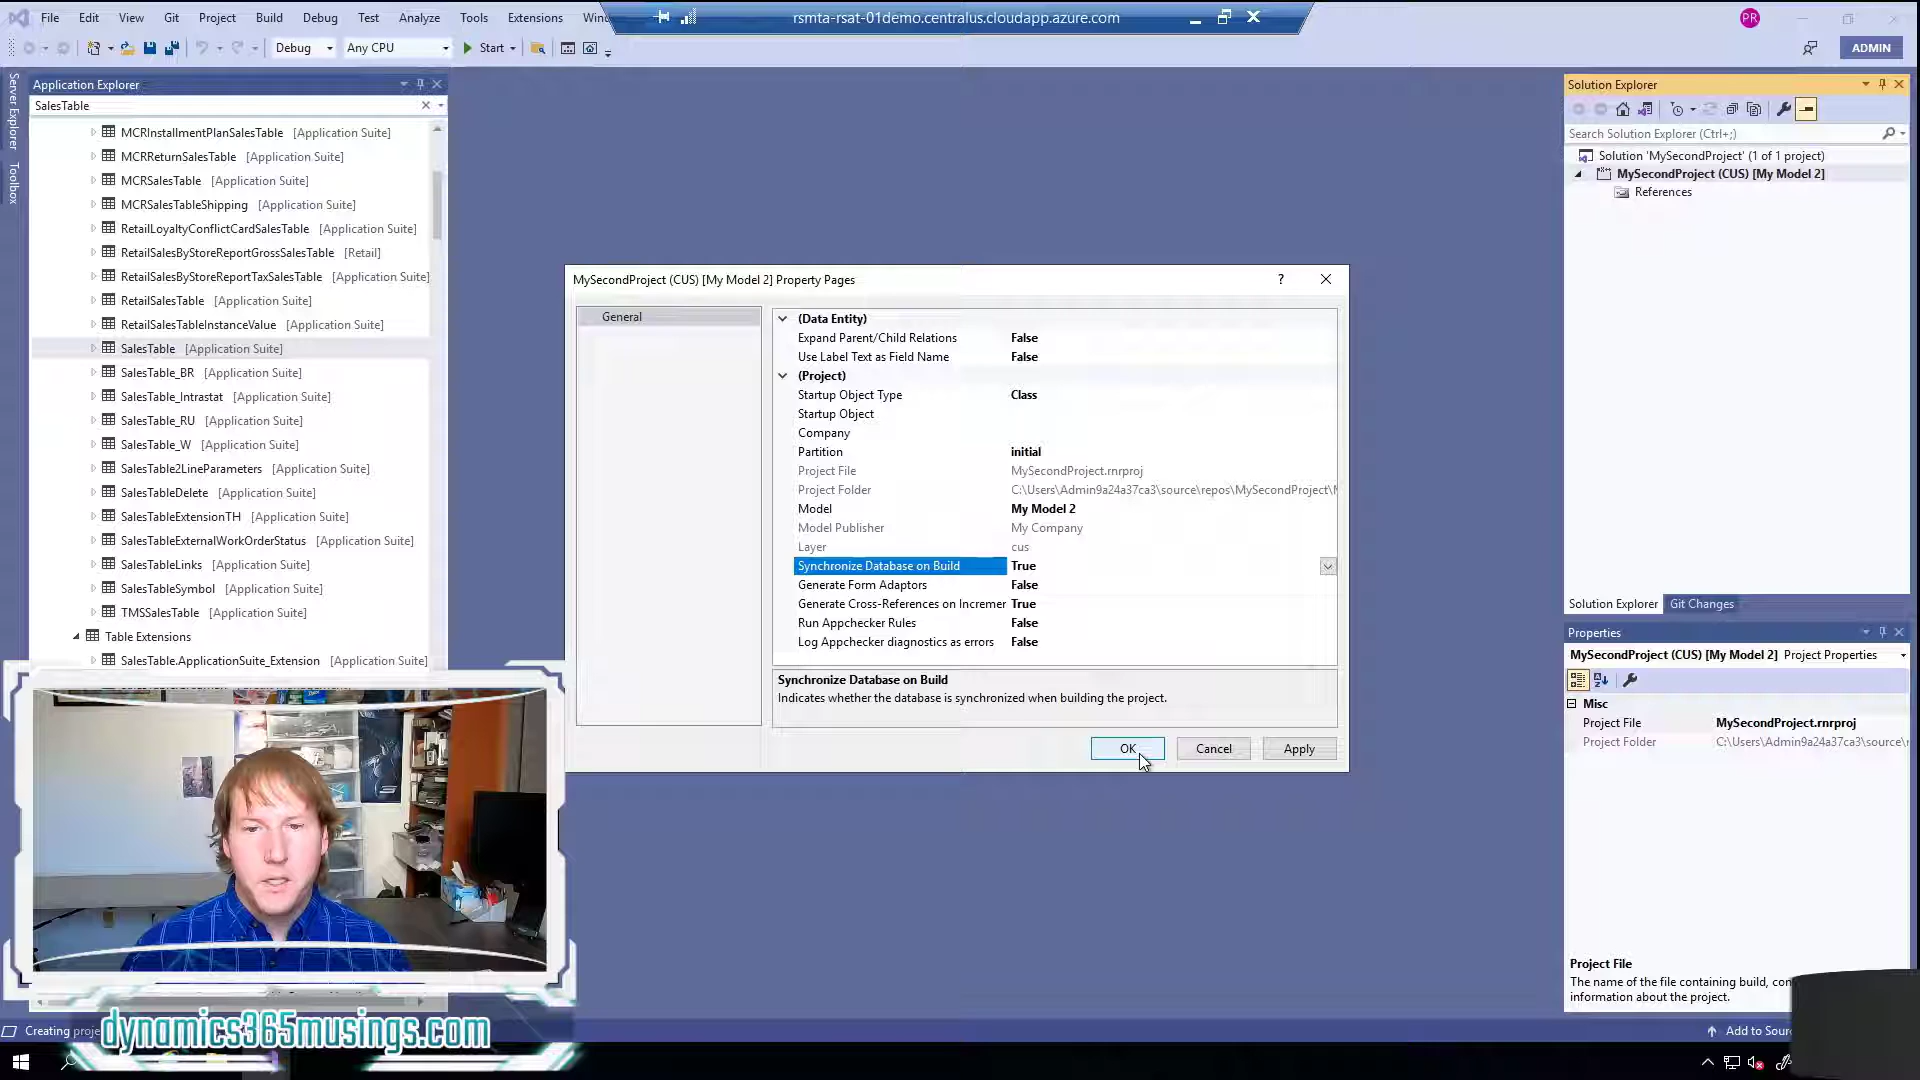 File Edit View Git Project Build Debug Test Analyze Tools Extensions
rsmta-rsat-01demo.centralus.cloudapp.azure.com
PR
Debug Any CPU Start
ADMIN
Server Explorer
Toolbox
Application Explorer
SalesTable
MCRInstallmentPlanSalesTable [Application Suite]
MCRReturnSalesTable [Application Suite]
MCRSalesTable [Application Suite]
MCRSalesTableShipping [Application Suite]
RetailLoyaltyConflictCardSalesTable [Application Suite]
RetailSalesByStoreReportGrossSalesTable [Retail]
RetailSalesByStoreReportTaxSalesTable [Application Suite]
RetailSalesTable [Application Suite]
RetailSalesTableInstanceValue [Application Suite]
SalesTable [Application Suite]
SalesTable_BR [Application Suite]
SalesTable_Intrastat [Application Suite]
SalesTable_RU [Application Suite]
SalesTable_W [Application Suite]
SalesTable2LineParameters [Application Suite]
SalesTableDelete [Application Suite]
SalesTableExtensionTH [Application Suite]
SalesTableExternalWorkOrderStatus [Application Suite]
SalesTableLinks [Application Suite]
SalesTableSymbol [Application Suite]
TMSSalesTable [Application Suite]
Table Extensions
SalesTable.ApplicationSuite_Extension [Application Suite]
MySecondProject (CUS) [My Model 2] Property Pages
?
General
(Data Entity)
Expand Parent/Child Relations False
Use Label Text as Field Name False
(Project)
Startup Object Type Class
Startup Object
Company
Partition initial
Project File MySecondProject.rnrproj
Project Folder C:\Users\Admin9a24a37ca3\source\repos\MySecondProject\
Model My Model 2
Model Publisher My Company
Layer cus
Synchronize Database on Build True
Generate Form Adaptors False
Generate Cross-References on Incremer True
Run Appchecker Rules False
Log Appchecker diagnostics as errors False
Synchronize Database on Build
Indicates whether the database is synchronized when building the project.
OK Cancel Apply
Solution Explorer
Search Solution Explorer (Ctrl+;)
Solution 'MySecondProject' (1 of 1 project)
MySecondProject (CUS) [My Model 2]
References
Solution Explorer Git Changes
Properties
MySecondProject (CUS) [My Model 2] Project Properties
Misc
Project File MySecondProject.rnrproj
Project Folder C:\Users\Admin9a24a37ca3\source\
Project File
The name of the file containing build,
information about the project.
Creating
dynamics365musings.com
Add to